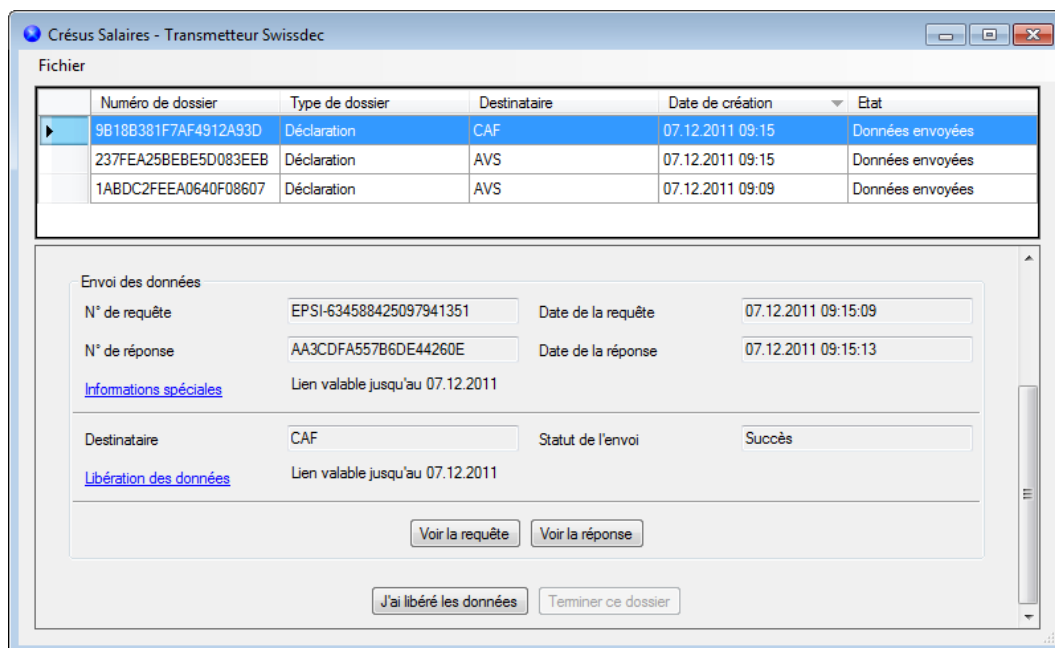 Crésus Salaires - Transmetteur Swissdec
Fichier
Numéro de dossier Type de dossier Destinataire Date de création Etat
9B18B381F7AF4912A93D Déclaration CAF 07.12.2011 09:15 Données envoyées
237FEA25BEBE5D083EEB Déclaration AVS 07.12.2011 09:15 Données envoyées
1ABDC2FEEA0640F08607 Déclaration AVS 07.12.2011 09:09 Données envoyées
Envoi des données
N° de requête EPSI-634588425097941351 Date de la requête 07.12.2011 09:15:09
N° de réponse AA3CDFA557B6DE44260E Date de la réponse 07.12.2011 09:15:13
Informations spéciales Lien valable jusqu'au 07.12.2011
Destinataire CAF Statut de l'envoi Succès
Libération des données Lien valable jusqu'au 07.12.2011
Voir la requête Voir la réponse
J'ai libéré les données Terminer ce dossier